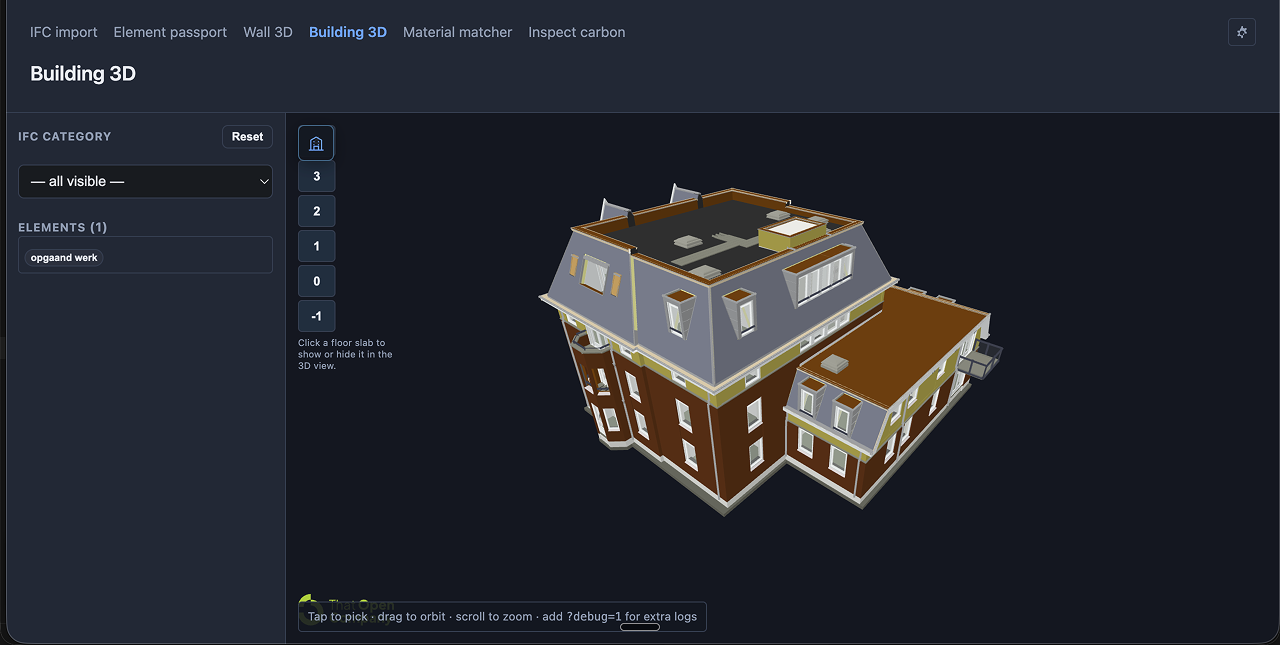 IFC import Element passport Wall 3D Building 3D Material matcher Inspect carbon
Building 3D
IFC CATEGORY
Reset
— all visible —
ELEMENTS (1)
opgaand werk
3
2
1
0
-1
Click a floor slab to
show or hide it in the
3D view.
That Open
Tap to pick · drag to orbit · scroll to zoom · add ?debug=1 for extra logs